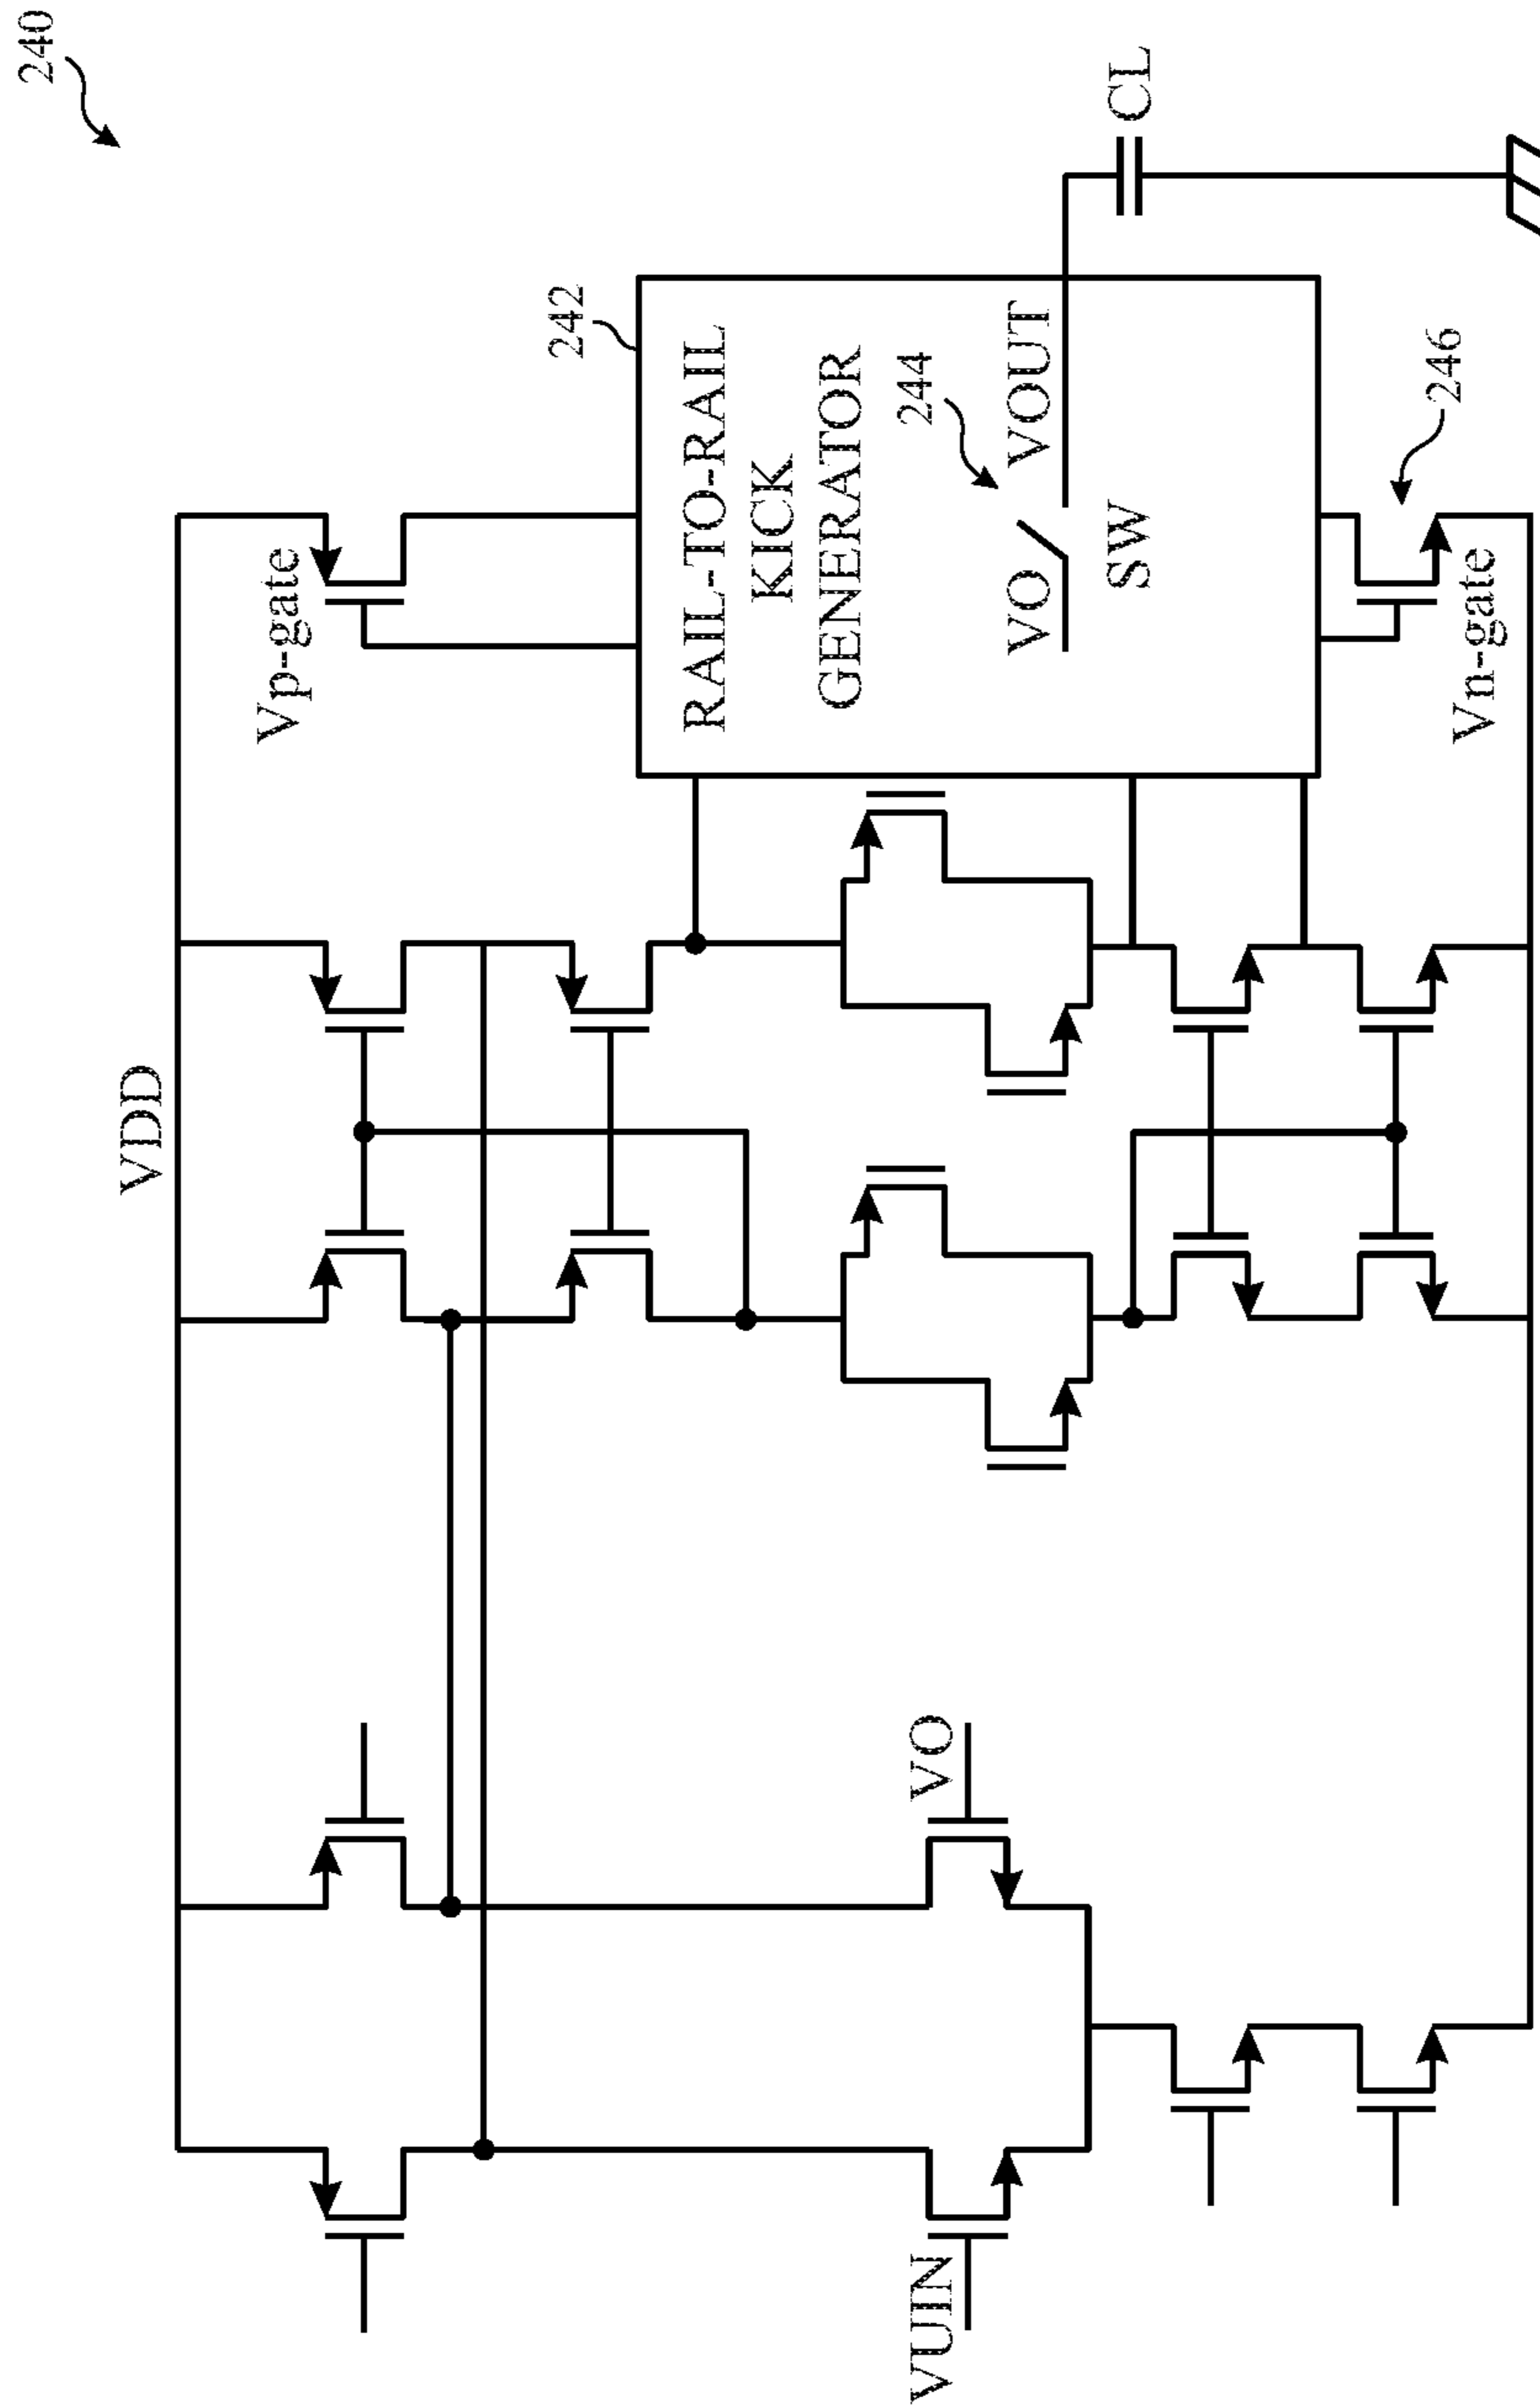 240
VDD
Vp-gate
242
RAIL-TO-RAIL
KICK
GENERATOR
244
VO
VOUT
SW
CL
246
Vn-gate
VO
VUIN